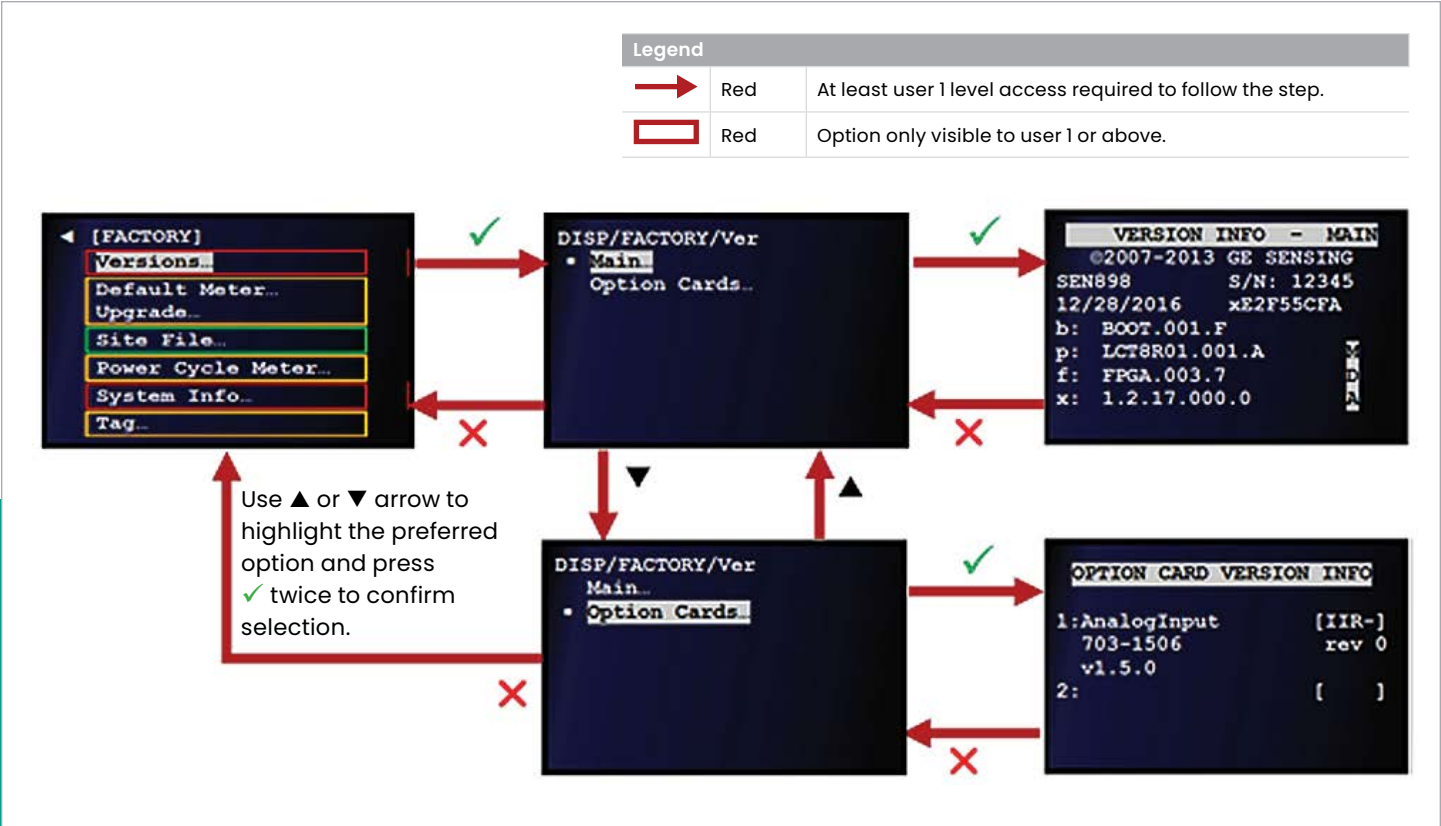 Legend
Red At least user 1 level access required to follow the step.
Red Option only visible to user 1 or above.
◄ [FACTORY]
Versions…
Default Meter…
Upgrade…
Site File…
Power Cycle Meter…
System Info…
Tag…
✓
✕
DISP/FACTORY/Ver
• Main…
Option Cards…
✓
✕
VERSION INFO - MAIN
©2007-2013 GE SENSING
SEN898 S/N: 12345
12/28/2016 xE2F55CFA
b: BOOT.001.F
p: LCT8R01.001.A
f: FPGA.003.7
x: 1.2.17.000.0
▼
▲
Use ▲ or ▼ arrow to
highlight the preferred
option and press
✓ twice to confirm
selection.
✕
DISP/FACTORY/Ver
Main…
• Option Cards…
✓
✕
OPTION CARD VERSION INFO
1:AnalogInput [IIR-]
703-1506 rev 0
v1.5.0
2: [ ]